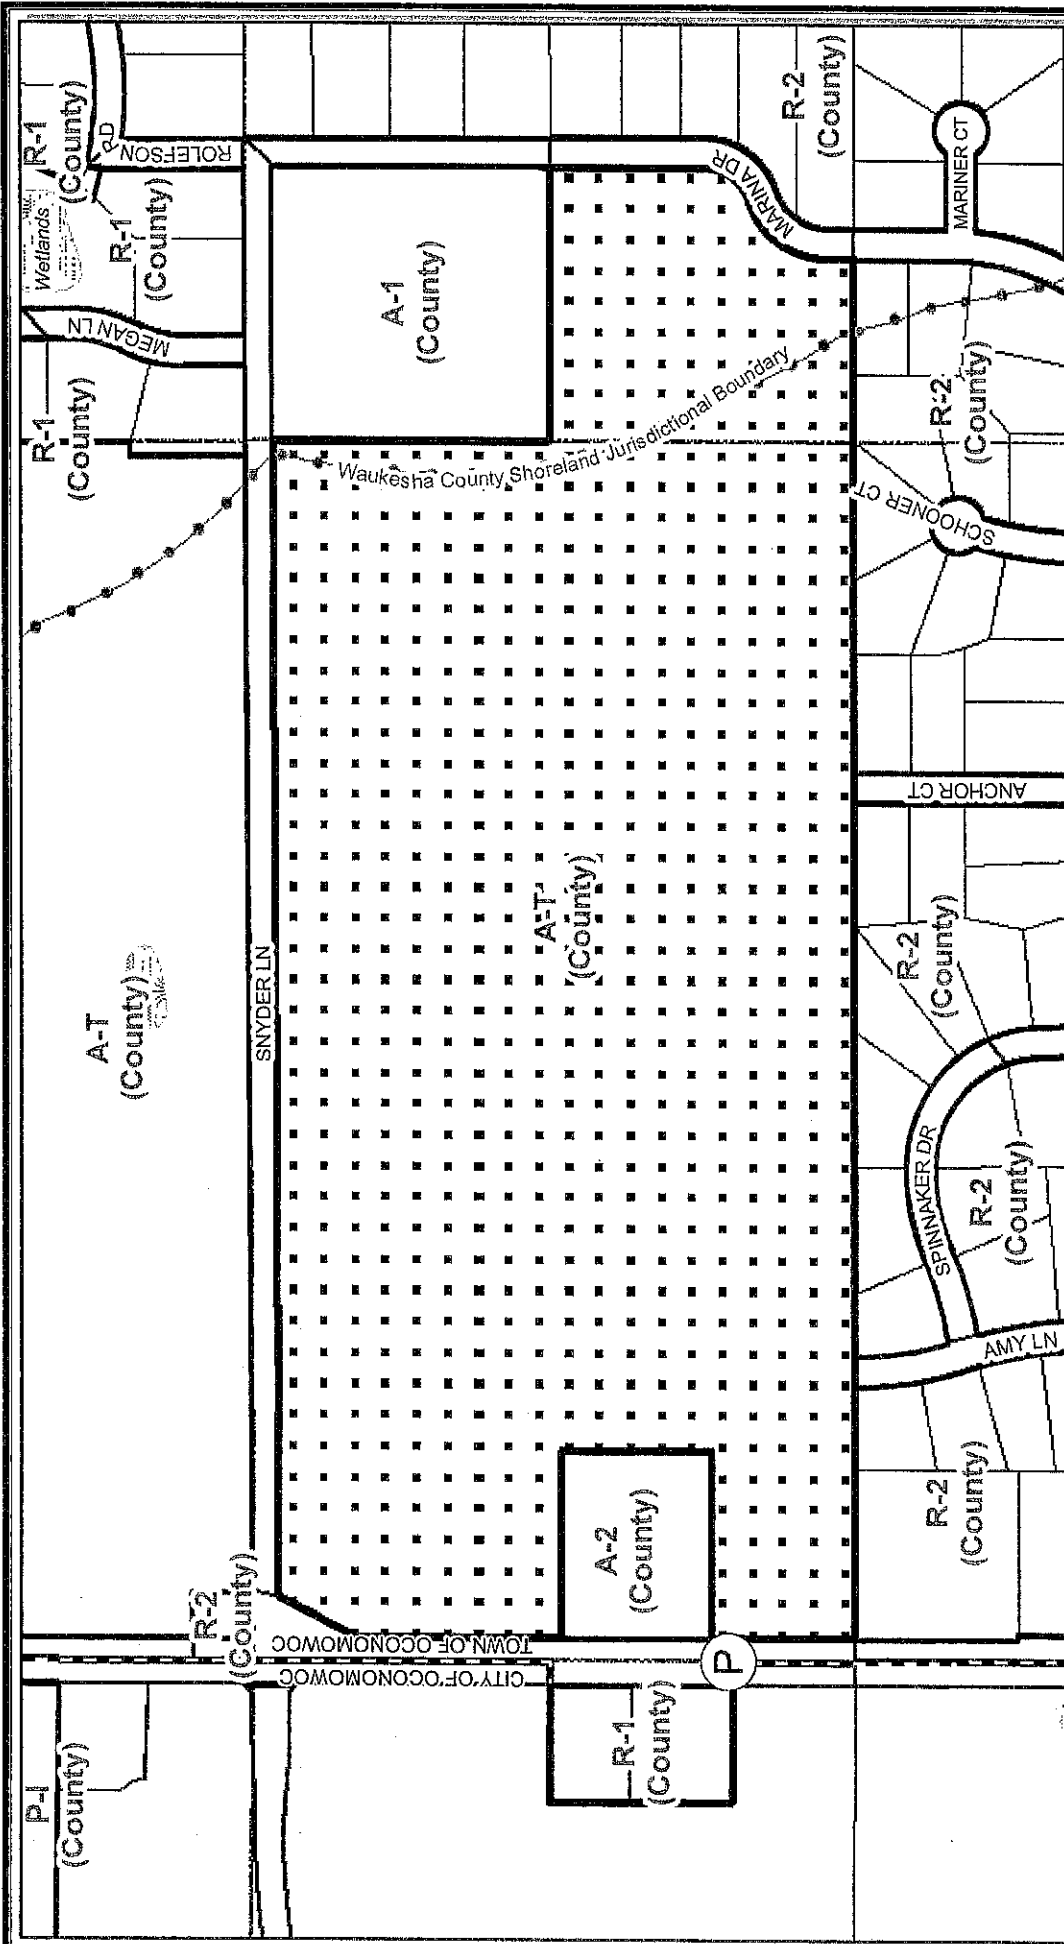 P-I
(County)
R-2
(County)
A-T
(County)
R-1
(County)
MEGAN LN
Wetlands
R-1
(County)
RD
R-1
(County)
ROLEFSON
SNYDER LN
CITY OF OCONOMOWOC
TOWN OF OCONOMOWOC
A-1
(County)
Waukesha County Shoreland Jurisdictional Boundary
A-T
(County)
A-2
(County)
R-1
(County)
P
MARINA DR
R-2
(County)
MARINER CT
R-2
(County)
SCHOONER CT
ANCHOR CT
R-2
(County)
SPINNAKER DR
R-2
(County)
AMY LN
R-2
(County)